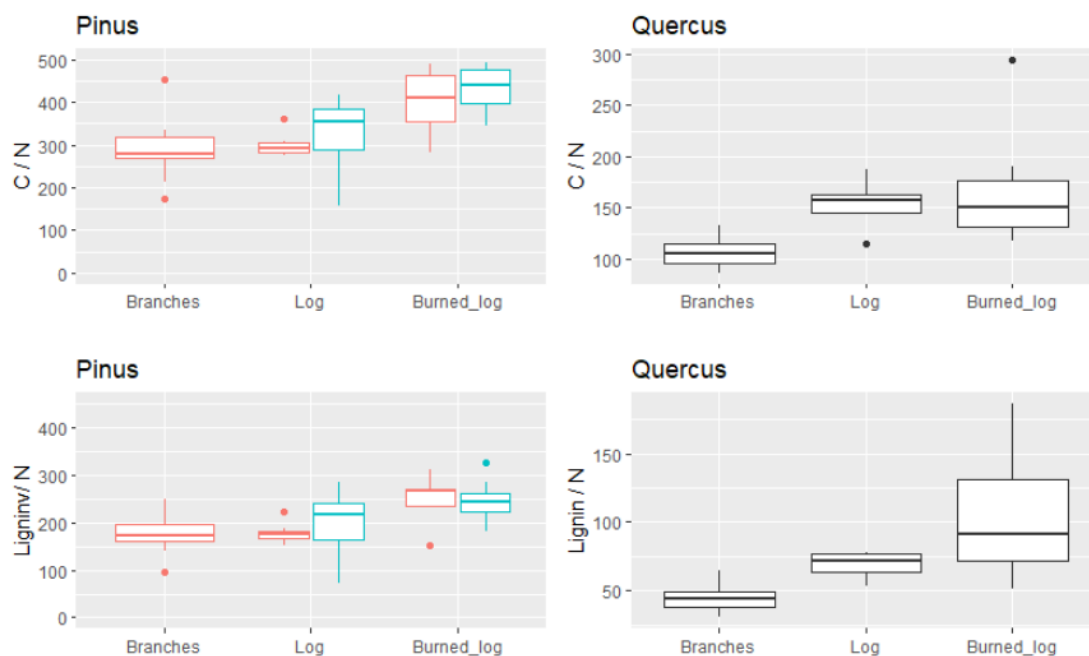 Pinus
C / N
500
400
300
200
100
0
Branches Log Burned_log
Quercus
C / N
300
250
200
150
100
Branches Log Burned_log
Pinus
Ligninv/ N
400
300
200
100
0
Branches Log Burned_log
Quercus
Lignin / N
150
100
50
Branches Log Burned_log